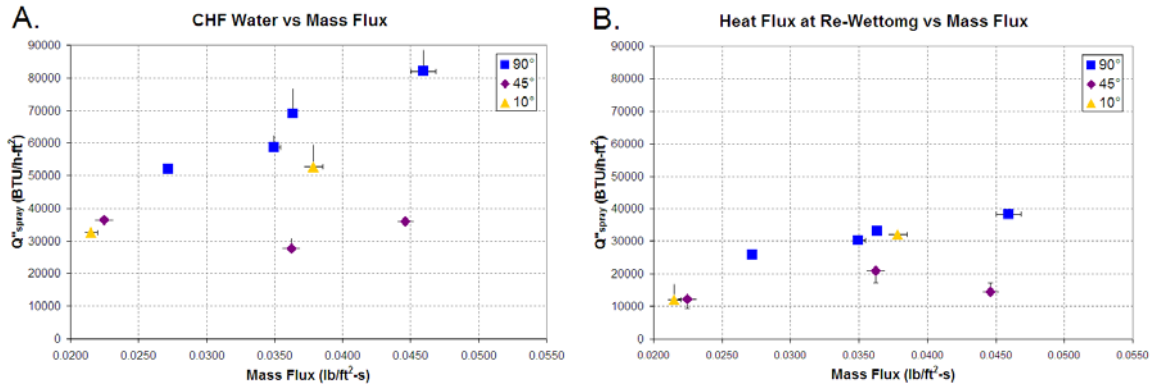 A.
CHF Water vs Mass Flux
90000
80000
70000
60000
50000
40000
30000
20000
10000
0
Q"spray (BTU/h-ft²)
90°
45°
10°
0.0200 0.0250 0.0300 0.0350 0.0400 0.0450 0.0500 0.0550
Mass Flux (lb/ft²-s)
B.
Heat Flux at Re-Wettomg vs Mass Flux
90000
80000
70000
60000
50000
40000
30000
20000
10000
0
Q"spray (BTU/h-ft²)
90°
45°
10°
0.0200 0.0250 0.0300 0.0350 0.0400 0.0450 0.0500 0.0550
Mass Flux (lb/ft²-s)